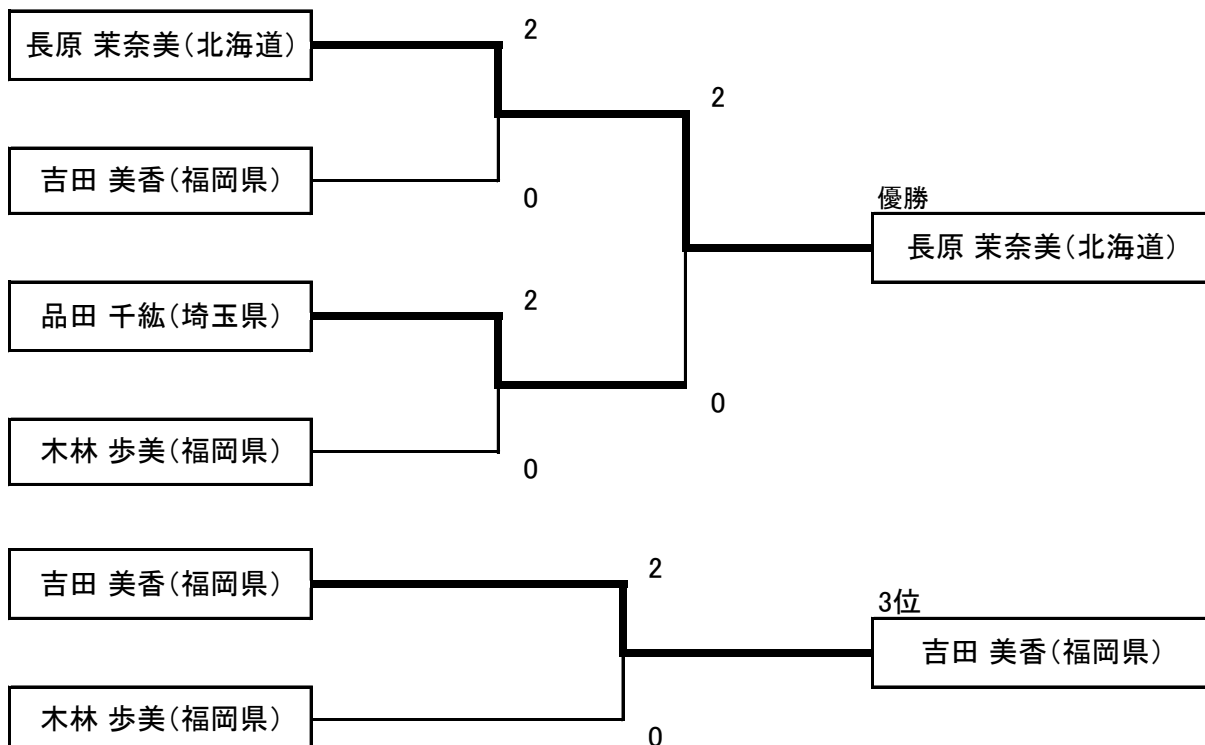 長原 茉奈美(北海道)
2
2
吉田 美香(福岡県)
0
優勝
長原 茉奈美(北海道)
品田 千紘(埼玉県)
2
0
木林 歩美(福岡県)
0
吉田 美香(福岡県)
2
3位
吉田 美香(福岡県)
木林 歩美(福岡県)
0